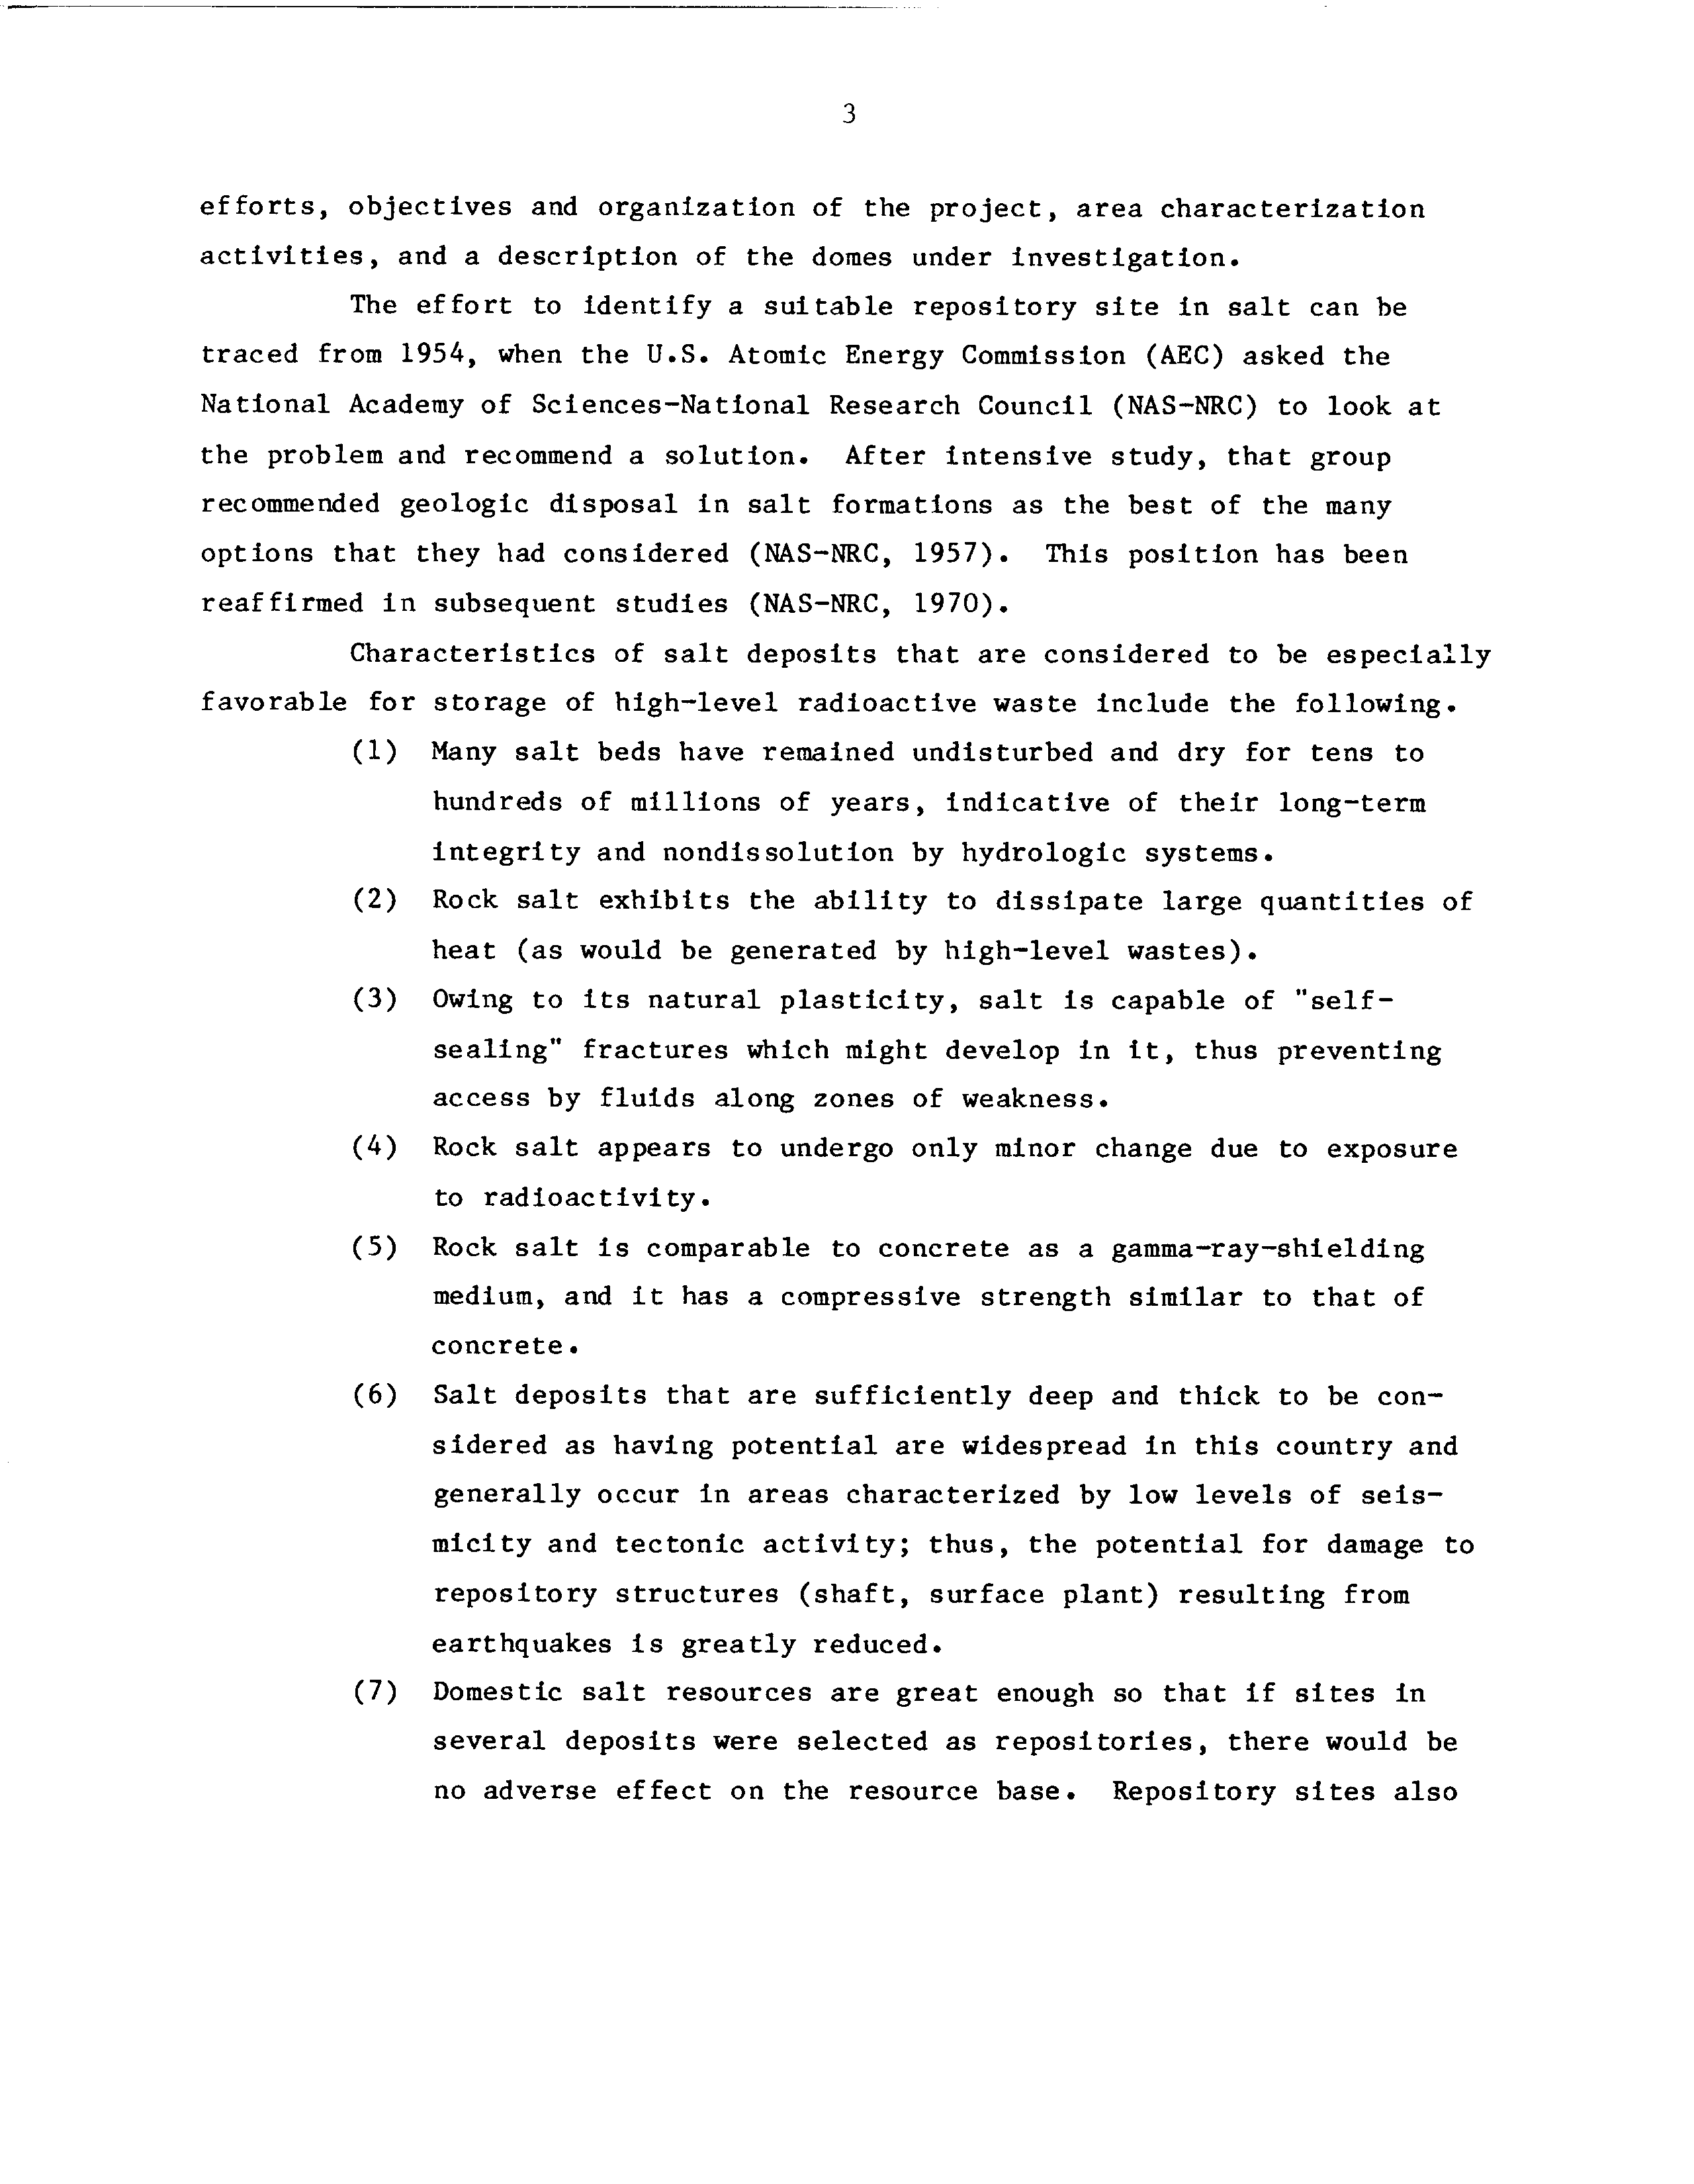 3
efforts, objectives and organization of the project, area characterization
activities, and a description of the domes under investigation.
The effort to identify a suitable repository site in salt can be
traced from 1954, when the U.S. Atomic Energy Commission (AEC) asked the
National Academy of Sciences-National Research Council (NAS-NRC) to look at
the problem and recommend a solution. After intensive study, that group
recommended geologic disposal in salt formations as the best of the many
options that they had considered (NAS-NRC, 1957). This position has been
reaffirmed in subsequent studies (NAS-NRC, 1970).
Characteristics of salt deposits that are considered to be especially
favorable for storage of high-level radioactive waste include the following.
(1) Many salt beds have remained undisturbed and dry for tens to
hundreds of millions of years, indicative of their long-term
integrity and nondissolution by hydrologic systems.
(2) Rock salt exhibits the ability to dissipate large quantities of
heat (as would be generated by high-level wastes).
(3) Owing to its natural plasticity, salt is capable of "self-
sealing" fractures which might develop in it, thus preventing
access by fluids along zones of weakness.
(4) Rock salt appears to undergo only minor change due to exposure
to radioactivity.
(5) Rock salt is comparable to concrete as a gamma-ray-shielding
medium, and it has a compressive strength similar to that of
concrete.
(6) Salt deposits that are sufficiently deep and thick to be con-
sidered as having potential are widespread in this country and
generally occur in areas characterized by low levels of seis-
micity and tectonic activity; thus, the potential for damage to
repository structures (shaft, surface plant) resulting from
earthquakes is greatly reduced.
(7) Domestic salt resources are great enough so that if sites in
several deposits were selected as repositories, there would be
no adverse effect on the resource base. Repository sites also